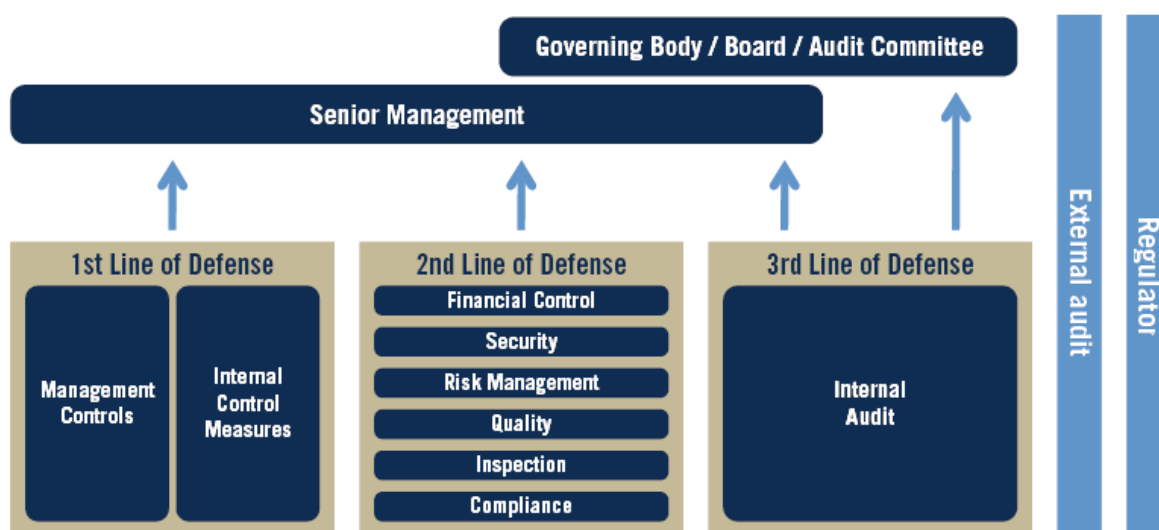 Governing Body / Board / Audit Committee
Senior Management
1st Line of Defense
Management
Controls
Internal
Control
Measures
2nd Line of Defense
Financial Control
Security
Risk Management
Quality
Inspection
Compliance
3rd Line of Defense
Internal
Audit
External audit
Regulator